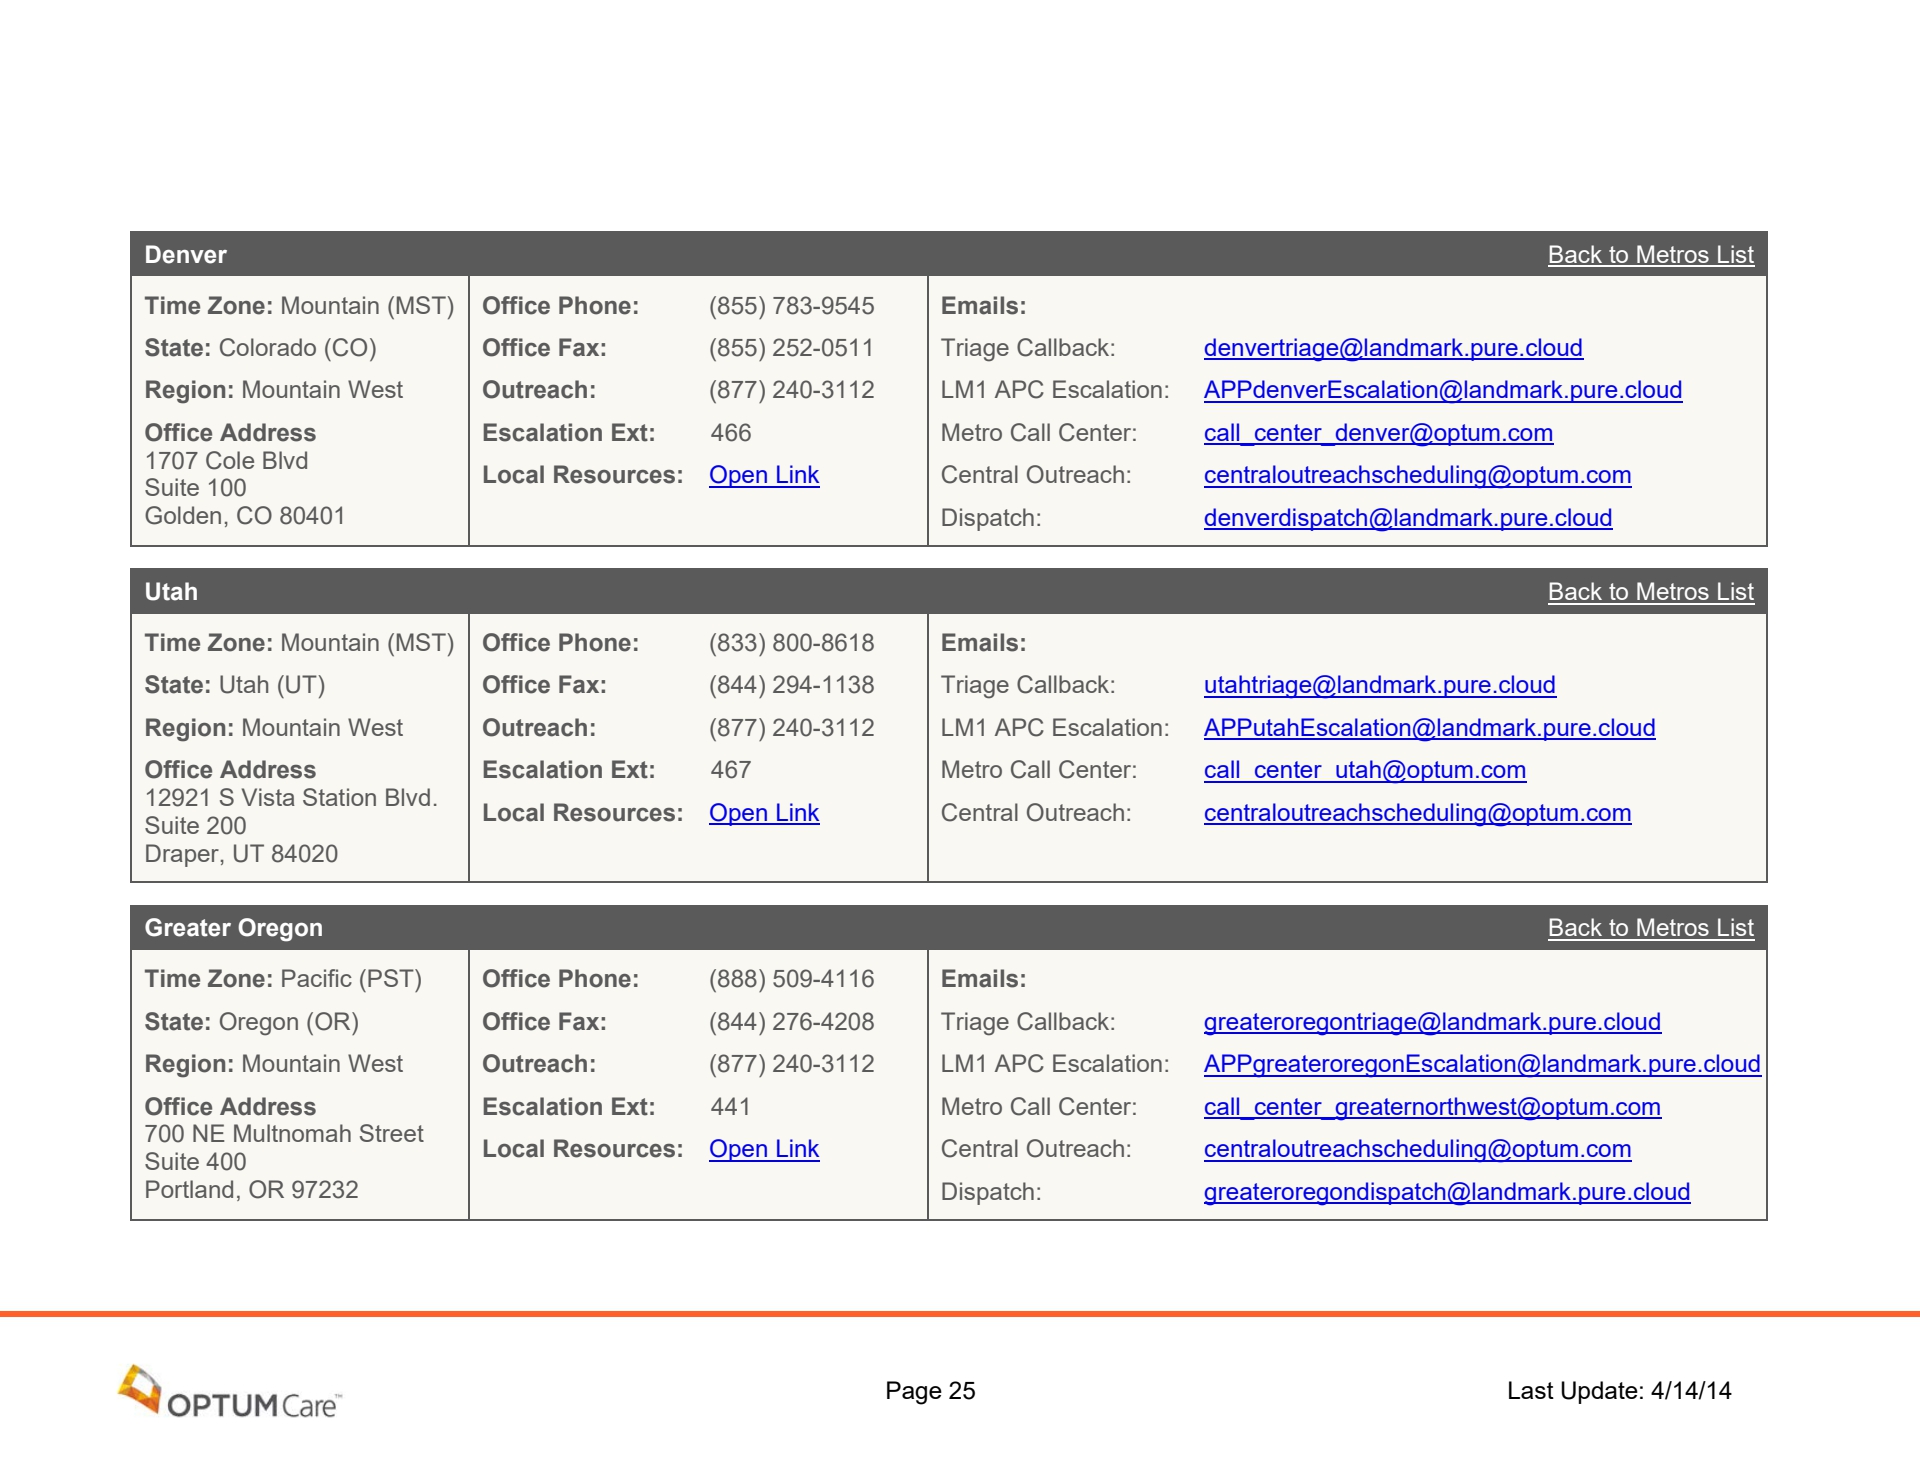 Denver Back to Metros List
Time Zone: Mountain (MST)
State: Colorado (CO)
Region: Mountain West
Office Address
1707 Cole Blvd
Suite 100
Golden, CO 80401
Office Phone: (855) 783-9545
Office Fax: (855) 252-0511
Outreach: (877) 240-3112
Escalation Ext: 466
Local Resources: Open Link
Emails:
Triage Callback: denvertriage@landmark.pure.cloud
LM1 APC Escalation: APPdenverEscalation@landmark.pure.cloud
Metro Call Center: call_center_denver@optum.com
Central Outreach: centraloutreachscheduling@optum.com
Dispatch: denverdispatch@landmark.pure.cloud
Utah Back to Metros List
Time Zone: Mountain (MST)
State: Utah (UT)
Region: Mountain West
Office Address
12921 S Vista Station Blvd.
Suite 200
Draper, UT 84020
Office Phone: (833) 800-8618
Office Fax: (844) 294-1138
Outreach: (877) 240-3112
Escalation Ext: 467
Local Resources: Open Link
Emails:
Triage Callback: utahtriage@landmark.pure.cloud
LM1 APC Escalation: APPutahEscalation@landmark.pure.cloud
Metro Call Center: call_center_utah@optum.com
Central Outreach: centraloutreachscheduling@optum.com
Greater Oregon Back to Metros List
Time Zone: Pacific (PST)
State: Oregon (OR)
Region: Mountain West
Office Address
700 NE Multnomah Street
Suite 400
Portland, OR 97232
Office Phone: (888) 509-4116
Office Fax: (844) 276-4208
Outreach: (877) 240-3112
Escalation Ext: 441
Local Resources: Open Link
Emails:
Triage Callback: greateroregontriage@landmark.pure.cloud
LM1 APC Escalation: APPgreateroregonEscalation@landmark.pure.cloud
Metro Call Center: call_center_greaternorthwest@optum.com
Central Outreach: centraloutreachscheduling@optum.com
Dispatch: greateroregondispatch@landmark.pure.cloud
OPTUM Care™
Page 25
Last Update: 4/14/14